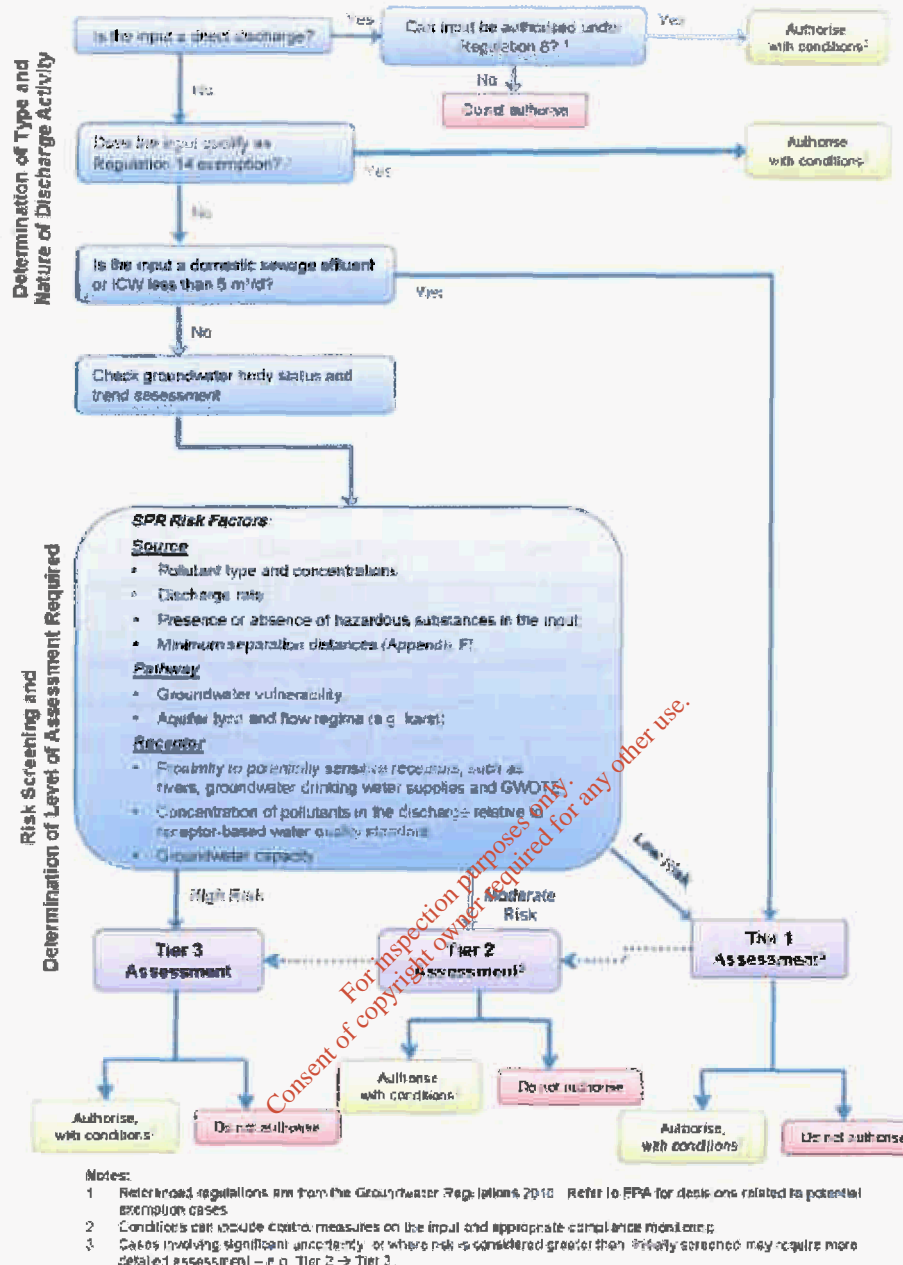 Determination of Type and
Nature of Discharge Activity
Is the input a direct discharge?
Yes
Can input be authorised under
Regulation 8? 1
Yes
Authorise
with conditions2
No
No
Do not authorise
Does the input qualify as
Regulation 14 exemption?
Yes
Authorise
with conditions
No
Is the input a domestic sewage effluent
or ICW less than 5 m3/d?
Yes
No
Check groundwater body status and
trend assessment
Risk Screening and
Determination of Level of Assessment Required
SPR Risk Factors:
Source
• Pollutant type and concentrations
• Discharge rate
• Presence or absence of hazardous substances in the input
• Minimum separation distances (Appendix F)
Pathway
• Groundwater vulnerability
• Aquifer type and flow regime (e.g. karst)
Receptor
• Proximity to potentially sensitive receptors, such as
rivers, groundwater drinking water supplies and GWDTE
• Concentration of pollutants in the discharge relative to
receptor-based water quality standard
• Groundwater capacity
High Risk
Moderate
Risk
Low Risk
Tier 3
Assessment
Tier 2
Assessment3
Tier 1
Assessment3
Authorise,
with conditions
Do not authorise
Authorise
with conditions
Do not authorise
Authorise,
with conditions
Do not authorise
For inspection purposes only.
Consent of copyright owner required for any other use.
Notes:
1 Referenced regulations are from the Groundwater Regulations 2010. Refer to EPA for decisions related to potential
exemption cases
2 Conditions can include control measures on the input and appropriate compliance monitoring
3 Cases involving significant uncertainty, or where risk is considered greater than initially screened may require more
detailed assessment – e.g. Tier 2 → Tier 3.